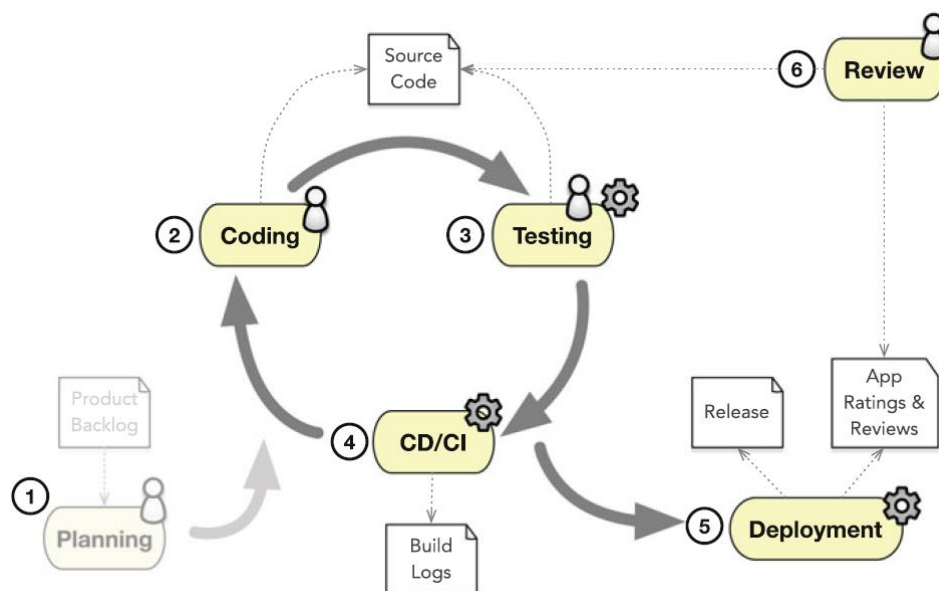 Source
Code
6
Review
2
Coding
3
Testing
Product
Backlog
1
Planning
4
CD/CI
Build
Logs
Release
App
Ratings &
Reviews
5
Deployment